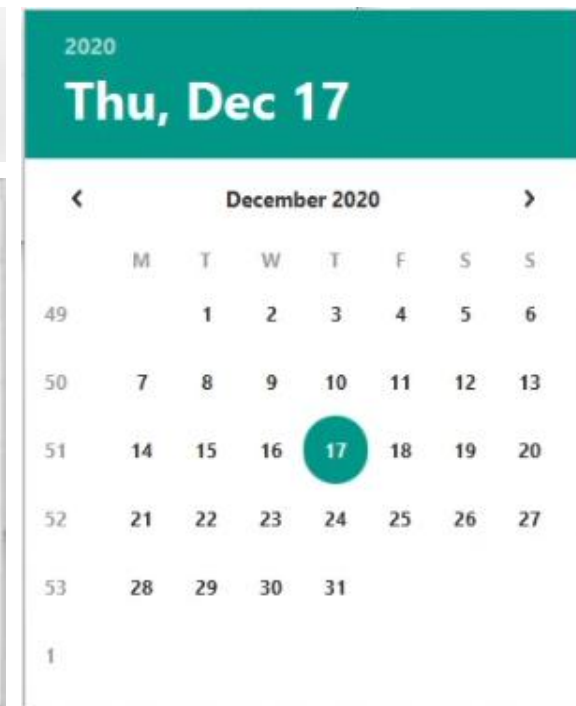 2020
Thu, Dec 17
December 2020
M T W T F S S
49 1 2 3 4 5 6
50 7 8 9 10 11 12 13
51 14 15 16 17 18 19 20
52 21 22 23 24 25 26 27
53 28 29 30 31
1